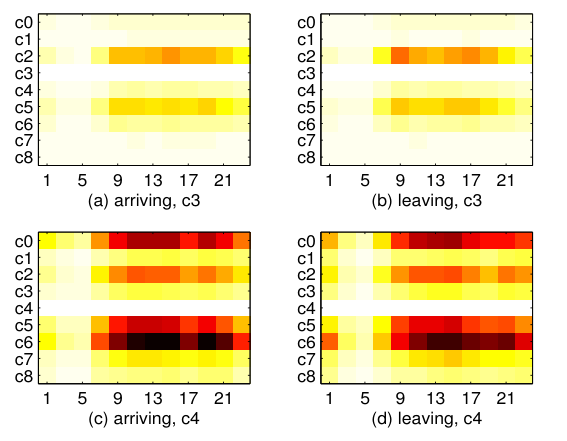 c0
c1
c2
c3
c4
c5
c6
c7
c8
1 5 9 13 17 21
(a) arriving, c3
c0
c1
c2
c3
c4
c5
c6
c7
c8
1 5 9 13 17 21
(b) leaving, c3
c0
c1
c2
c3
c4
c5
c6
c7
c8
1 5 9 13 17 21
(c) arriving, c4
c0
c1
c2
c3
c4
c5
c6
c7
c8
1 5 9 13 17 21
(d) leaving, c4